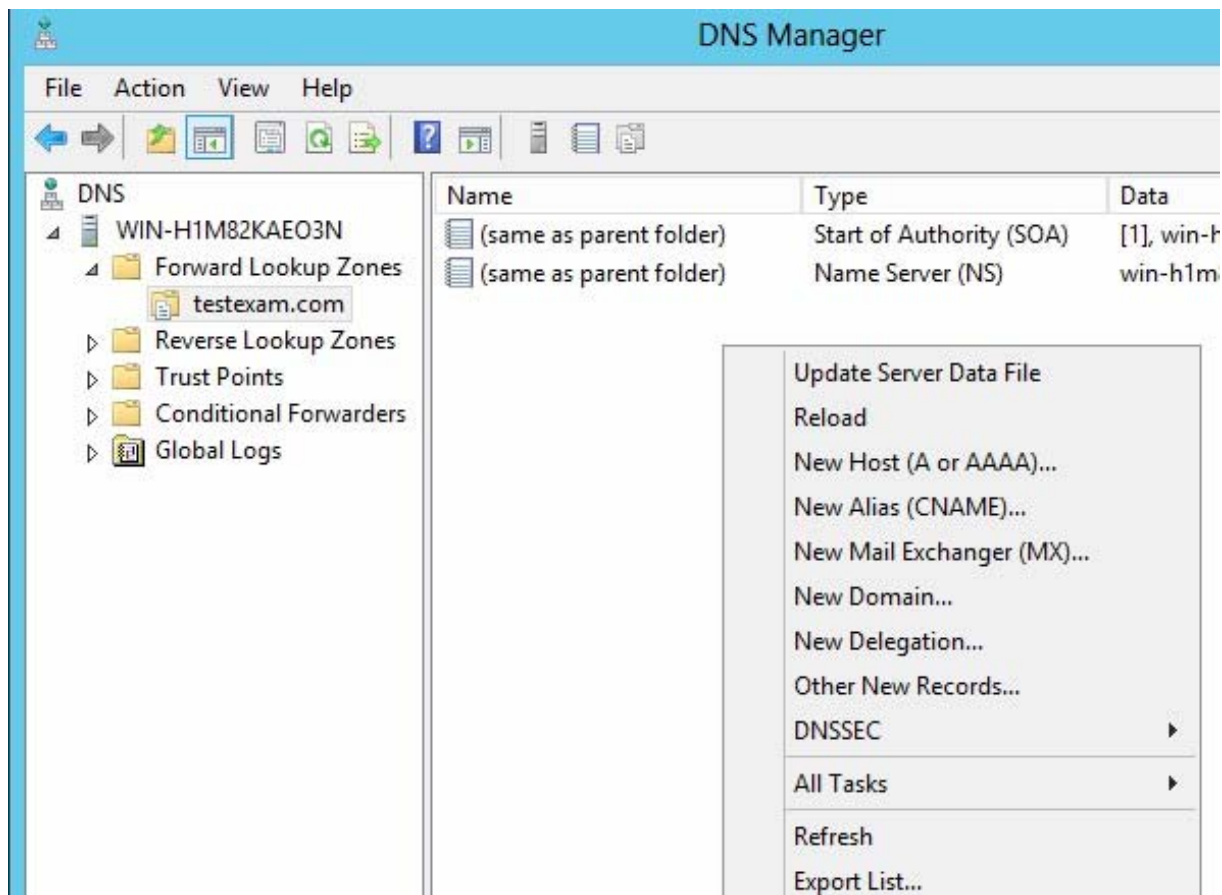 DNS Manager
File Action View Help
DNS
WIN-H1M82KAEO3N
Forward Lookup Zones
testexam.com
Reverse Lookup Zones
Trust Points
Conditional Forwarders
Global Logs
Name Type Data
(same as parent folder) Start of Authority (SOA) [1], win-h
(same as parent folder) Name Server (NS) win-h1m8
Update Server Data File
Reload
New Host (A or AAAA)...
New Alias (CNAME)...
New Mail Exchanger (MX)...
New Domain...
New Delegation...
Other New Records...
DNSSEC
All Tasks
Refresh
Export List...